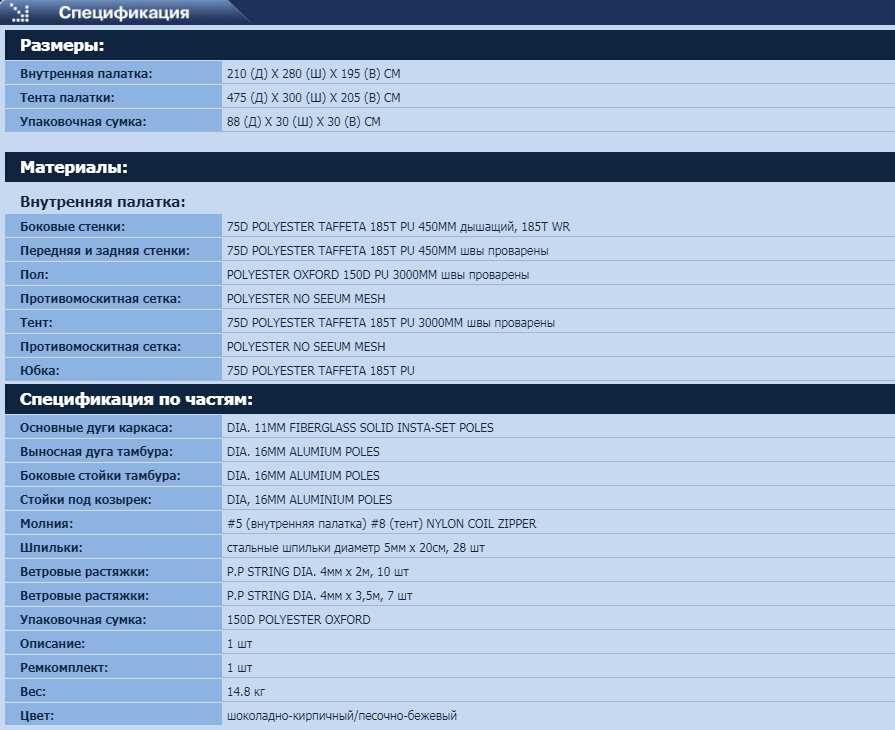 Спецификация
Размеры:
Внутренняя палатка: 210 (Д) X 280 (Ш) X 195 (В) СМ
Тента палатки: 475 (Д) X 300 (Ш) X 205 (В) СМ
Упаковочная сумка: 88 (Д) X 30 (Ш) X 30 (В) СМ
Материалы:
Внутренняя палатка:
Боковые стенки: 75D POLYESTER TAFFETA 185T PU 450MM дышащий, 185T WR
Передняя и задняя стенки: 75D POLYESTER TAFFETA 185T PU 450MM швы проварены
Пол: POLYESTER OXFORD 150D PU 3000MM швы проварены
Противомоскитная сетка: POLYESTER NO SEEUM MESH
Тент: 75D POLYESTER TAFFETA 185T PU 3000MM швы проварены
Противомоскитная сетка: POLYESTER NO SEEUM MESH
Юбка: 75D POLYESTER TAFFETA 185T PU
Спецификация по частям:
Основные дуги каркаса: DIA. 11MM FIBERGLASS SOLID INSTA-SET POLES
Выносная дуга тамбура: DIA. 16MM ALUMIUM POLES
Боковые стойки тамбура: DIA. 16MM ALUMIUM POLES
Стойки под козырек: DIA, 16MM ALUMINIUM POLES
Молния: #5 (внутренняя палатка) #8 (тент) NYLON COIL ZIPPER
Шпильки: стальные шпильки диаметр 5мм x 20см, 28 шт
Ветровые растяжки: P.P STRING DIA. 4мм x 2м, 10 шт
Ветровые растяжки: P.P STRING DIA. 4мм x 3,5м, 7 шт
Упаковочная сумка: 150D POLYESTER OXFORD
Описание: 1 шт
Ремкомплект: 1 шт
Вес: 14.8 кг
Цвет: шоколадно-кирпичный/песочно-бежевый